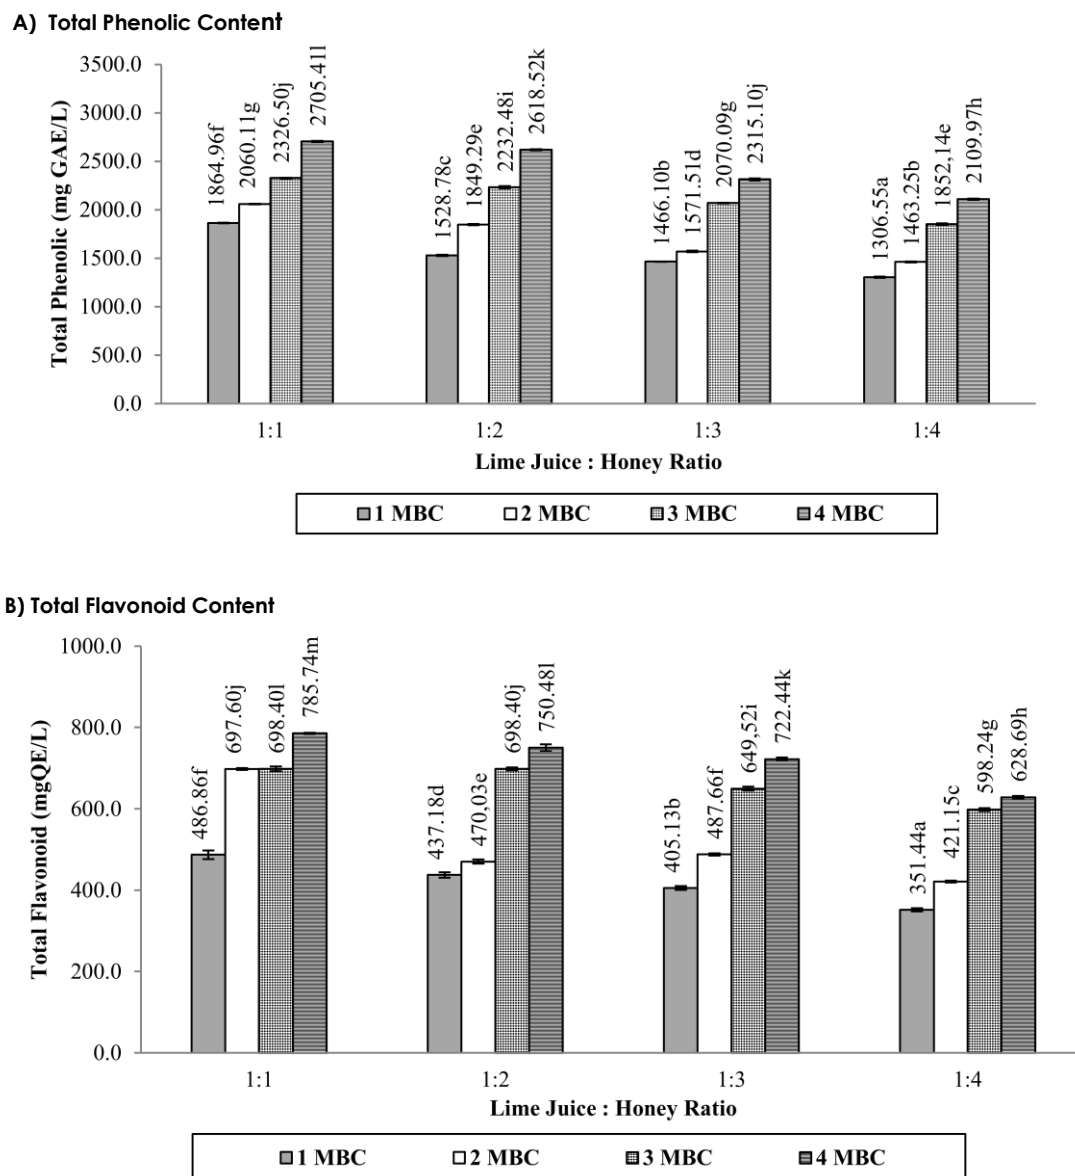 A) Total Phenolic Content
Total Phenolic (mg GAE/L)
3500.0
3000.0
2500.0
2000.0
1500.0
1000.0
500.0
0.0
1864.96f
2060.11g
2326.50j
2705.41l
1528.78c
1849.29e
2232.48i
2618.52k
1466.10b
1571.51d
2070.09g
2315.10j
1306.55a
1463.25b
1852,14e
2109.97h
1:1 1:2 1:3 1:4
Lime Juice : Honey Ratio
1 MBC 2 MBC 3 MBC 4 MBC
B) Total Flavonoid Content
Total Flavonoid (mgQE/L)
1000.0
800.0
600.0
400.0
200.0
0.0
486.86f
697.60j
698.40l
785.74m
437.18d
470,03e
698.40j
750.48l
405.13b
487.66f
649,52i
722.44k
351.44a
421.15c
598.24g
628.69h
1:1 1:2 1:3 1:4
Lime Juice : Honey Ratio
1 MBC 2 MBC 3 MBC 4 MBC